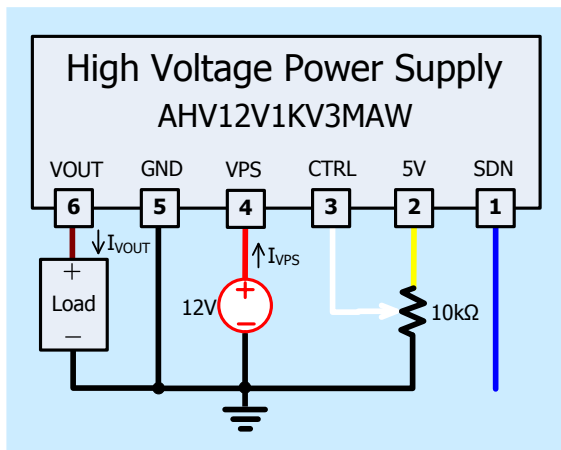 High Voltage Power Supply
AHV12V1KV3MAW
VOUT GND VPS CTRL 5V SDN
6 5 4 3 2 1
IVOUT IVPS
+ +
Load 12V 10kΩ
− −